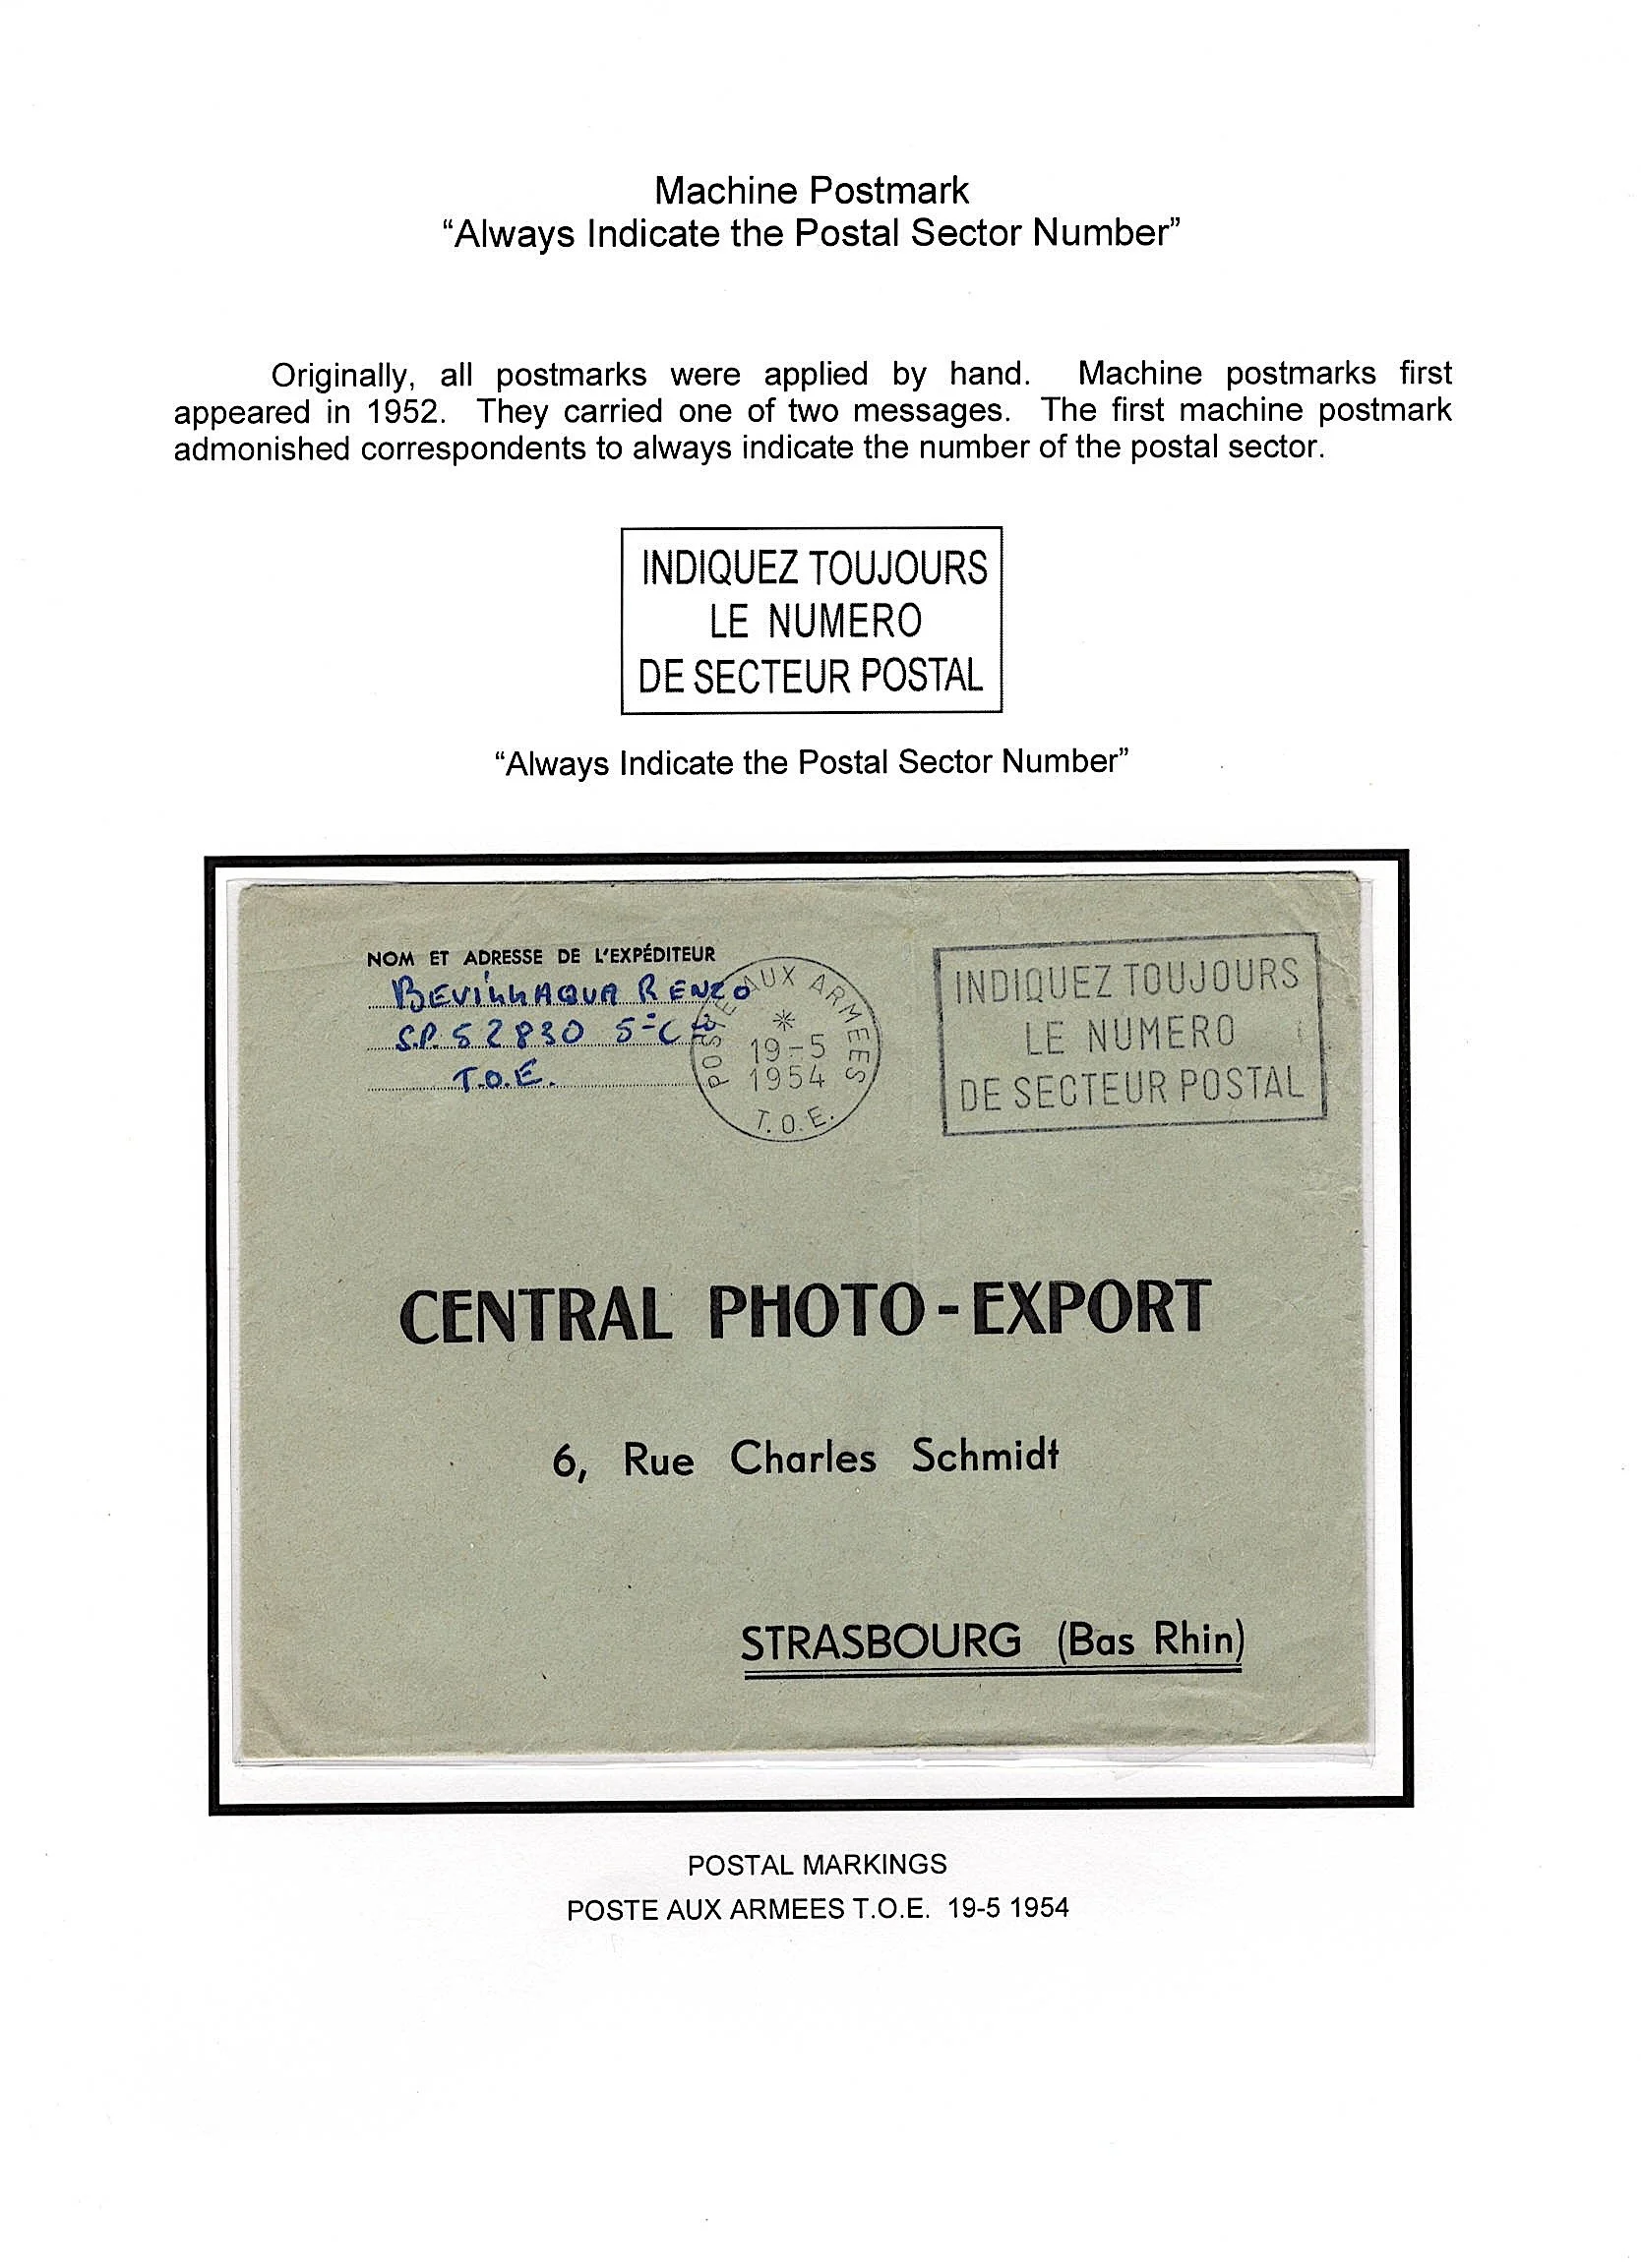 Machine Postmark
“Always Indicate the Postal Sector Number”
Originally, all postmarks were applied by hand. Machine postmarks first
appeared in 1952. They carried one of two messages. The first machine postmark
admonished correspondents to always indicate the number of the postal sector.
INDIQUEZ TOUJOURS
LE NUMERO
DE SECTEUR POSTAL
“Always Indicate the Postal Sector Number”
NOM ET ADRESSE DE L'EXPÉDITEUR
BEVILLAQUA RENZO
S.P. 52830 5=Cie
T.O.E.
POSTE AUX ARMEES
19-5
1954
T.O.E.
INDIQUEZ TOUJOURS
LE NUMERO
DE SECTEUR POSTAL
CENTRAL PHOTO-EXPORT
6, Rue Charles Schmidt
STRASBOURG (Bas Rhin)
POSTAL MARKINGS
POSTE AUX ARMEES T.O.E. 19-5 1954